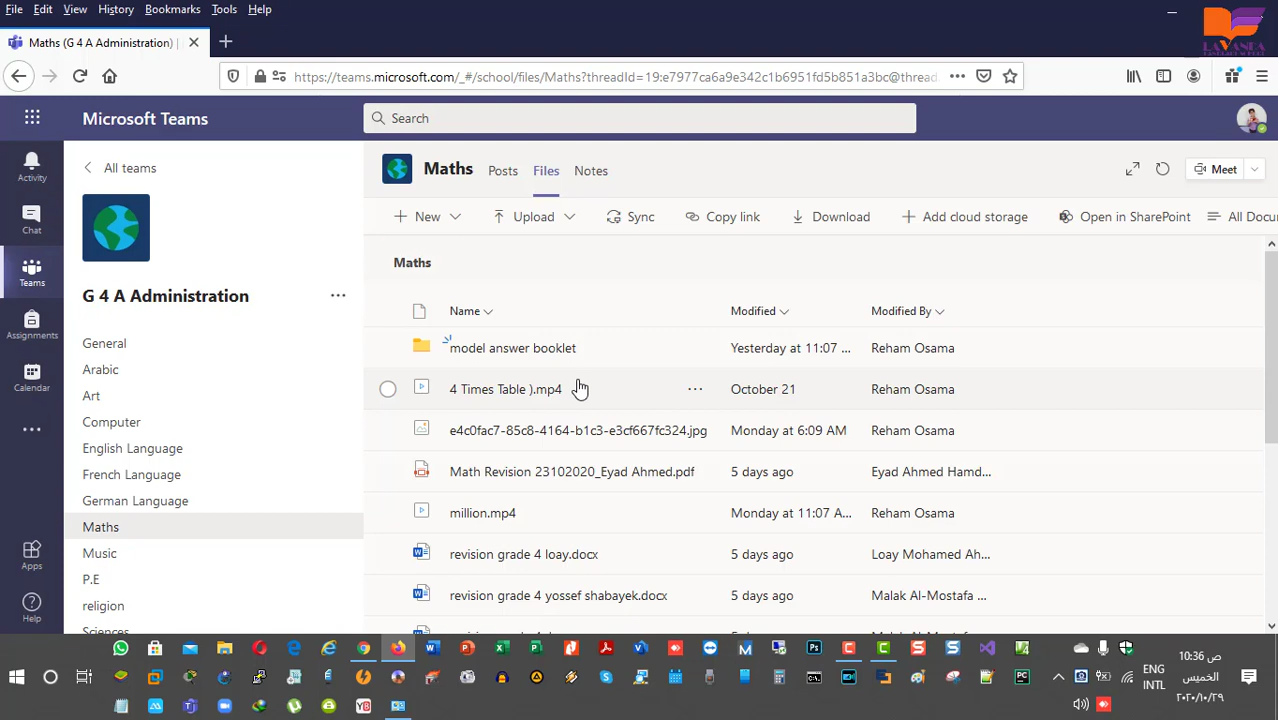 File Edit View History Bookmarks Tools Help
Maths (G 4 A Administration) |
https://teams.microsoft.com/_#/school/files/Maths?threadId=19:e7977ca6a9e342c1b6951fd5b851a3bc@thread.
Microsoft Teams
Search
Activity
Chat
Teams
Assignments
Calendar
Apps
Help
All teams
G 4 A Administration
General
Arabic
Art
Computer
English Language
French Language
German Language
Maths
Music
P.E
religion
Sciences
Maths Posts Files Notes
Meet
New Upload Sync Copy link Download Add cloud storage Open in SharePoint All Docu
Maths
Name Modified Modified By
model answer booklet Yesterday at 11:07 ... Reham Osama
4 Times Table ).mp4 October 21 Reham Osama
e4c0fac7-85c8-4164-b1c3-e3cf667fc324.jpg Monday at 6:09 AM Reham Osama
Math Revision 23102020_Eyad Ahmed.pdf 5 days ago Eyad Ahmed Hamd...
million.mp4 Monday at 11:07 A... Reham Osama
revision grade 4 loay.docx 5 days ago Loay Mohamed Ah...
revision grade 4 yossef shabayek.docx 5 days ago Malak Al-Mostafa ...
ENG
INTL
10:36 ص
الخميس
٢٠٢٠/١٠/٢٩